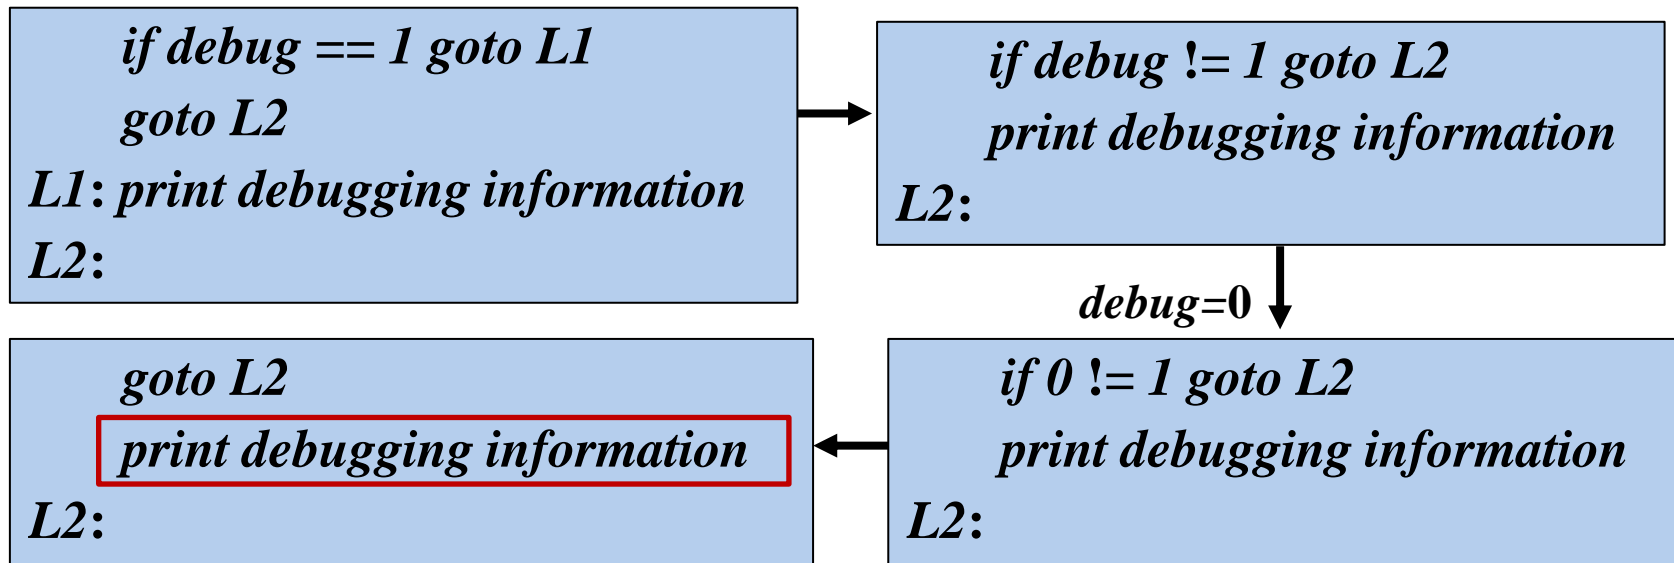 if debug == 1 goto L1
goto L2
L1: print debugging information
L2:
if debug != 1 goto L2
print debugging information
L2:
debug=0
if 0 != 1 goto L2
print debugging information
L2:
goto L2
print debugging information
L2: